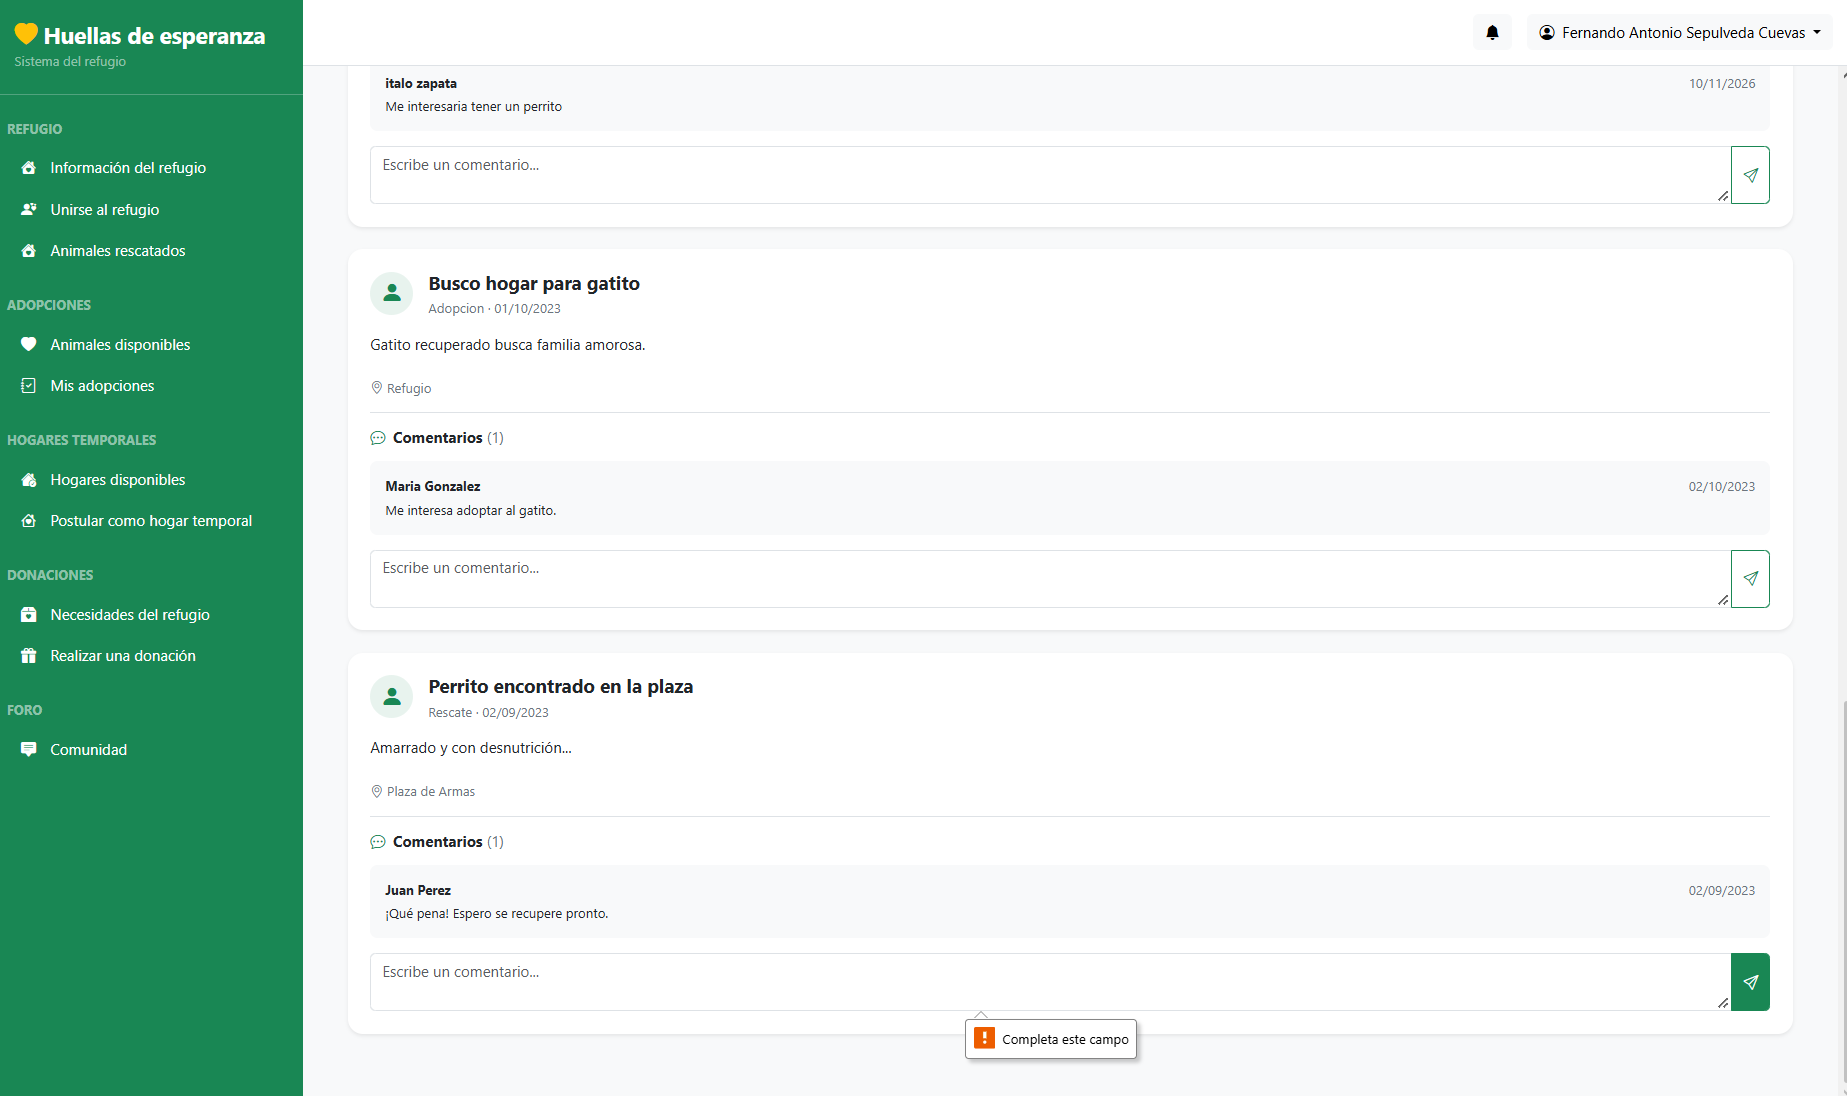 Huellas de esperanza
Sistema del refugio
REFUGIO
Información del refugio
Unirse al refugio
Animales rescatados
ADOPCIONES
Animales disponibles
Mis adopciones
HOGARES TEMPORALES
Hogares disponibles
Postular como hogar temporal
DONACIONES
Necesidades del refugio
Realizar una donación
FORO
Comunidad
Fernando Antonio Sepulveda Cuevas
italo zapata 10/11/2026
Me interesaria tener un perrito
Escribe un comentario...
Busco hogar para gatito
Adopcion · 01/10/2023
Gatito recuperado busca familia amorosa.
Refugio
Comentarios (1)
Maria Gonzalez 02/10/2023
Me interesa adoptar al gatito.
Escribe un comentario...
Perrito encontrado en la plaza
Rescate · 02/09/2023
Amarrado y con desnutrición...
Plaza de Armas
Comentarios (1)
Juan Perez 02/09/2023
¡Qué pena! Espero se recupere pronto.
Escribe un comentario...
Completa este campo